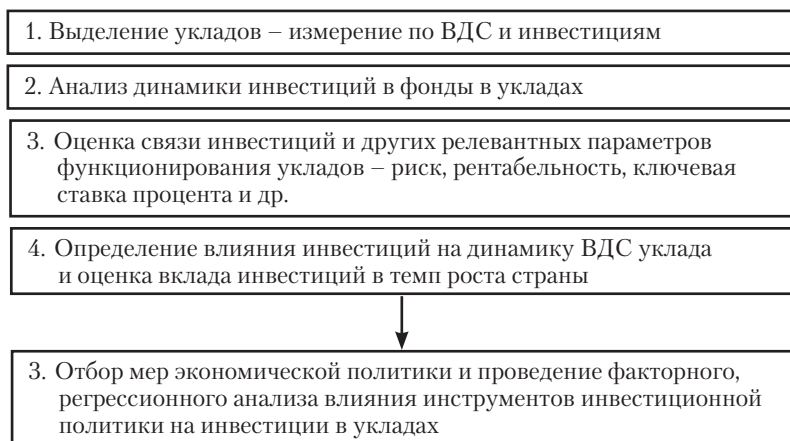 1. Выделение укладов – измерение по ВДС и инвестициям
2. Анализ динамики инвестиций в фонды в укладах
3. Оценка связи инвестиций и других релевантных параметров
функционирования укладов – риск, рентабельность, ключевая
ставка процента и др.
4. Определение влияния инвестиций на динамику ВДС уклада
и оценка вклада инвестиций в темп роста страны
3. Отбор мер экономической политики и проведение факторного,
регрессионного анализа влияния инструментов инвестиционной
политики на инвестиции в укладах